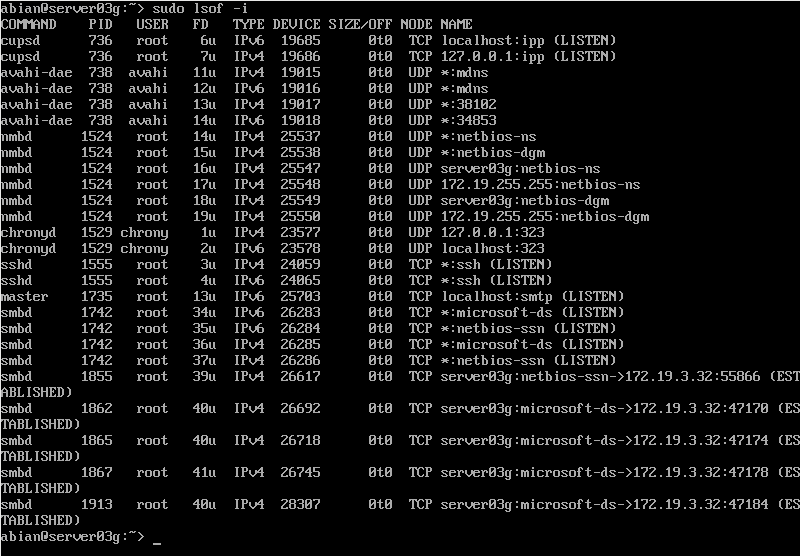 abian@server03g:~> sudo lsof -i
COMMAND    PID   USER   FD   TYPE DEVICE SIZE/OFF NODE NAME
cupsd      736   root    6u  IPv6  19685      0t0  TCP localhost:ipp (LISTEN)
cupsd      736   root    7u  IPv4  19686      0t0  TCP 127.0.0.1:ipp (LISTEN)
avahi-dae  738  avahi   11u  IPv4  19015      0t0  UDP *:mdns
avahi-dae  738  avahi   12u  IPv6  19016      0t0  UDP *:mdns
avahi-dae  738  avahi   13u  IPv4  19017      0t0  UDP *:38102
avahi-dae  738  avahi   14u  IPv6  19018      0t0  UDP *:34853
nmbd      1524   root   14u  IPv4  25537      0t0  UDP *:netbios-ns
nmbd      1524   root   15u  IPv4  25538      0t0  UDP *:netbios-dgm
nmbd      1524   root   16u  IPv4  25547      0t0  UDP server03g:netbios-ns
nmbd      1524   root   17u  IPv4  25548      0t0  UDP 172.19.255.255:netbios-ns
nmbd      1524   root   18u  IPv4  25549      0t0  UDP server03g:netbios-dgm
nmbd      1524   root   19u  IPv4  25550      0t0  UDP 172.19.255.255:netbios-dgm
chronyd   1529 chrony    1u  IPv4  23577      0t0  UDP 127.0.0.1:323
chronyd   1529 chrony    2u  IPv6  23578      0t0  UDP localhost:323
sshd      1555   root    3u  IPv4  24059      0t0  TCP *:ssh (LISTEN)
sshd      1555   root    4u  IPv6  24065      0t0  TCP *:ssh (LISTEN)
master    1735   root   13u  IPv6  25703      0t0  TCP localhost:smtp (LISTEN)
smbd      1742   root   34u  IPv6  26283      0t0  TCP *:microsoft-ds (LISTEN)
smbd      1742   root   35u  IPv6  26284      0t0  TCP *:netbios-ssn (LISTEN)
smbd      1742   root   36u  IPv4  26285      0t0  TCP *:microsoft-ds (LISTEN)
smbd      1742   root   37u  IPv4  26286      0t0  TCP *:netbios-ssn (LISTEN)
smbd      1855   root   39u  IPv4  26617      0t0  TCP server03g:netbios-ssn->172.19.3.32:55866 (EST
ABLISHED)
smbd      1862   root   40u  IPv4  26692      0t0  TCP server03g:microsoft-ds->172.19.3.32:47170 (ES
TABLISHED)
smbd      1865   root   40u  IPv4  26718      0t0  TCP server03g:microsoft-ds->172.19.3.32:47174 (ES
TABLISHED)
smbd      1867   root   41u  IPv4  26745      0t0  TCP server03g:microsoft-ds->172.19.3.32:47178 (ES
TABLISHED)
smbd      1913   root   40u  IPv4  28307      0t0  TCP server03g:microsoft-ds->172.19.3.32:47184 (ES
TABLISHED)
abian@server03g:~> _